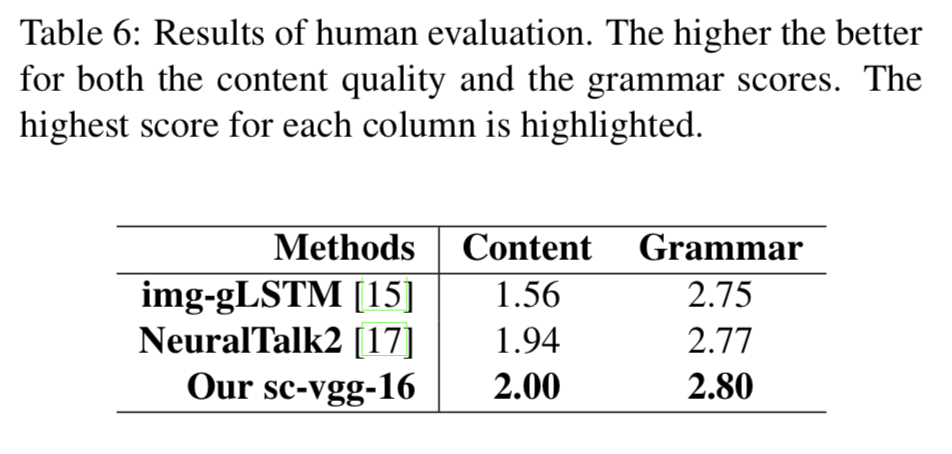 Table 6: Results of human evaluation. The higher the better
for both the content quality and the grammar scores. The
highest score for each column is highlighted.
Methods Content Grammar
img-gLSTM [15] 1.56 2.75
NeuralTalk2 [17] 1.94 2.77
Our sc-vgg-16 2.00 2.80